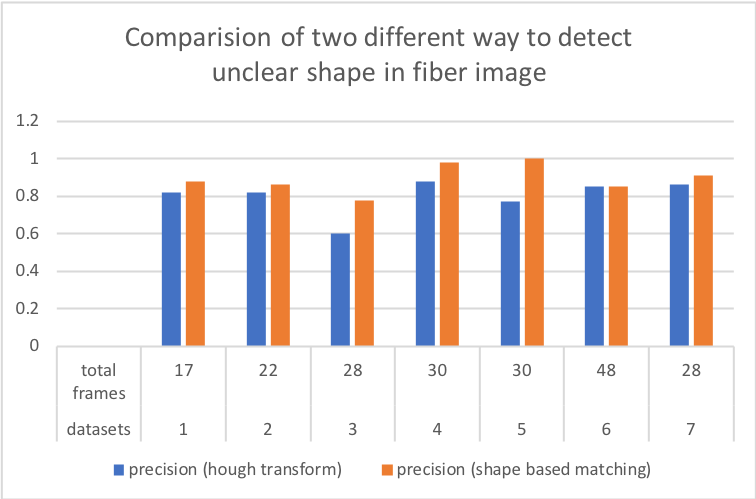 Comparision of two different way to detect
unclear shape in fiber image
1.2
1
0.8
0.6
0.4
0.2
0
total frames 17 22 28 30 30 48 28
datasets 1 2 3 4 5 6 7
precision (hough transform) precision (shape based matching)